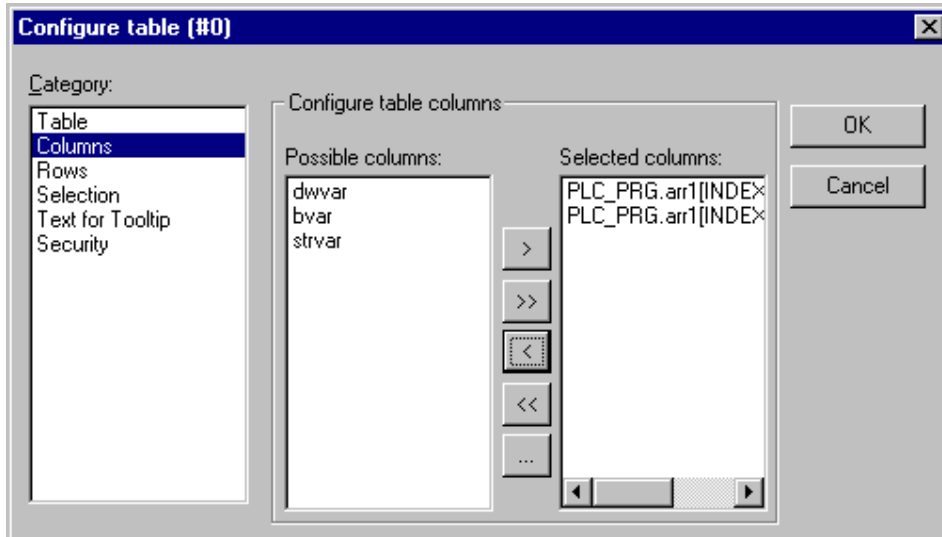 Configure table (#0)
Category:
Table
Columns
Rows
Selection
Text for Tooltip
Security
Configure table columns
Possible columns:
dwvar
bvar
strvar
>
>>
<
<<
...
Selected columns:
PLC_PRG.arr1[INDEX
PLC_PRG.arr1[INDEX
OK
Cancel